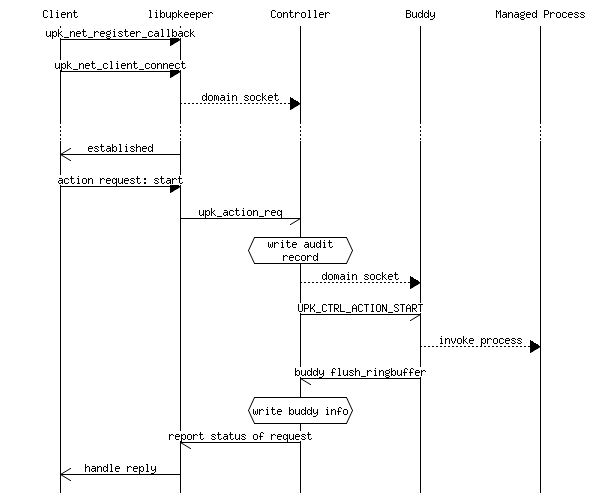 Client libupkeeper Controller Buddy Managed Process
upk_net_register_callback
upk_net_client_connect
domain socket
established
action request: start
upk_action_req
write audit
record
domain socket
UPK_CTRL_ACTION_START
invoke process
buddy flush_ringbuffer
write buddy info
report status of request
handle reply